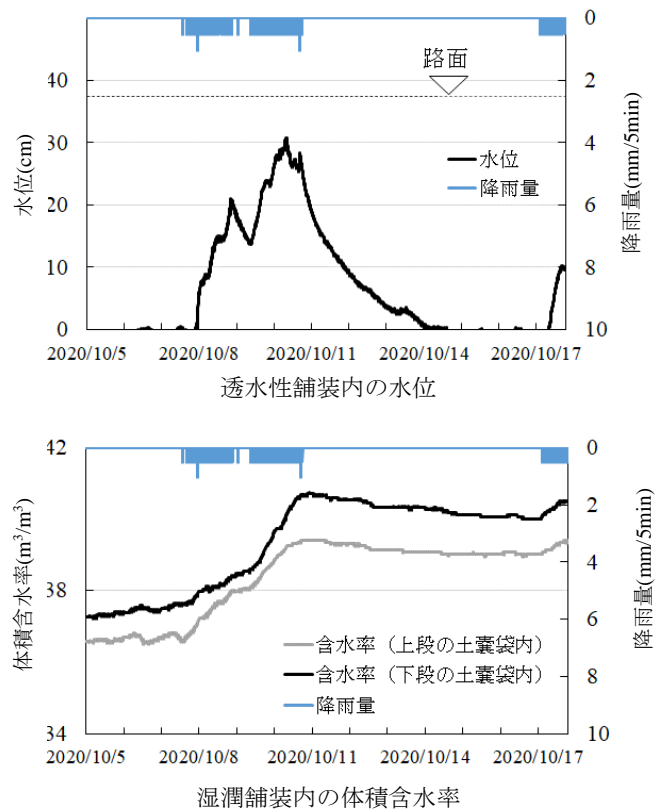 0
40
2
路面
30
4
水位(cm)
水位
降雨量
降雨量(mm/5min)
20
6
10
8
0
10
2020/10/5
2020/10/8
2020/10/11
2020/10/14
2020/10/17
透水性舗装内の水位
42
0
2
体積含水率(m³/m³)
4
降雨量(mm/5min)
38
6
含水率（上段の土嚢袋内）
含水率（下段の土嚢袋内）
8
降雨量
34
10
2020/10/5
2020/10/8
2020/10/11
2020/10/14
2020/10/17
湿潤舗装内の体積含水率